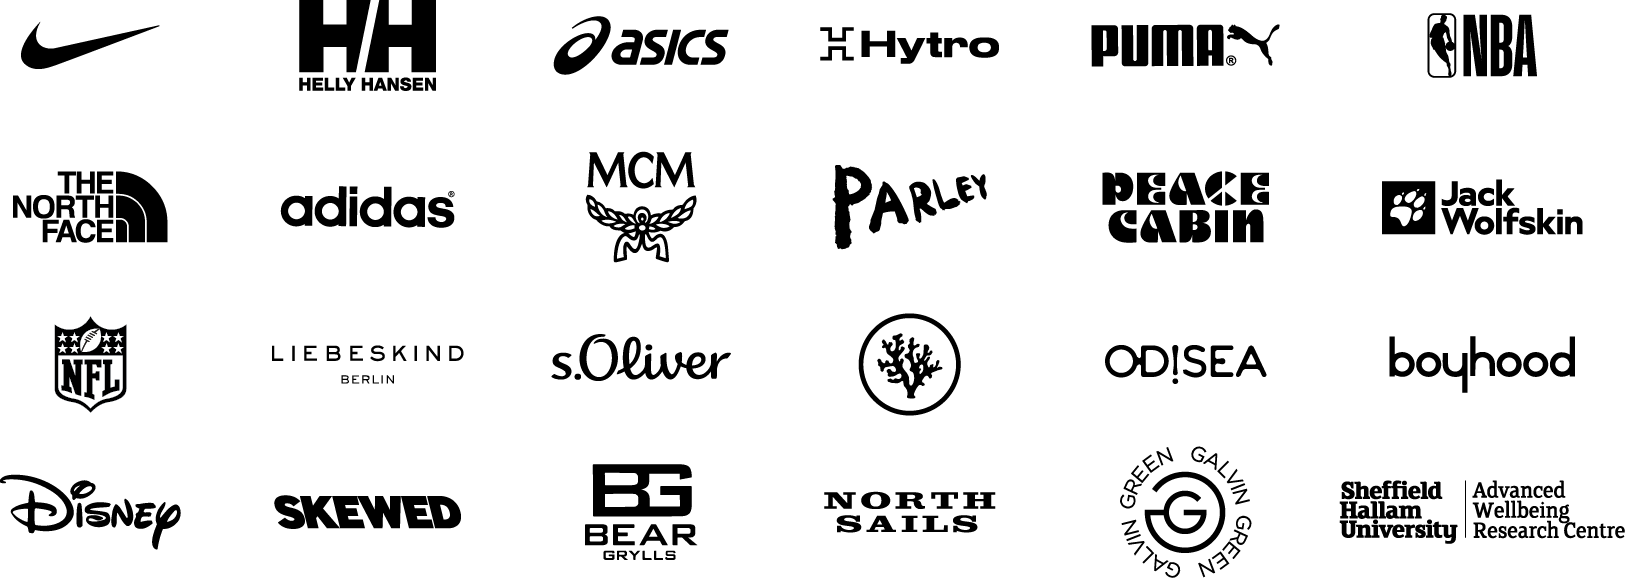 HH
HELLY HANSEN
asics
Hytro
PUMA®
NBA
THE
NORTH
FACE
adidas®
MCM
PARLEY
PEACE
CABIN
Jack
Wolfskin
NFL
LIEBESKIND
BERLIN
s.Oliver
OD!SEA
boyhood
DISNEY
SKEWED
BG
BEAR
GRYLLS
NORTH
SAILS
GALVIN GREEN GALVIN GREEN
G
Sheffield
Hallam
University
Advanced
Wellbeing
Research Centre